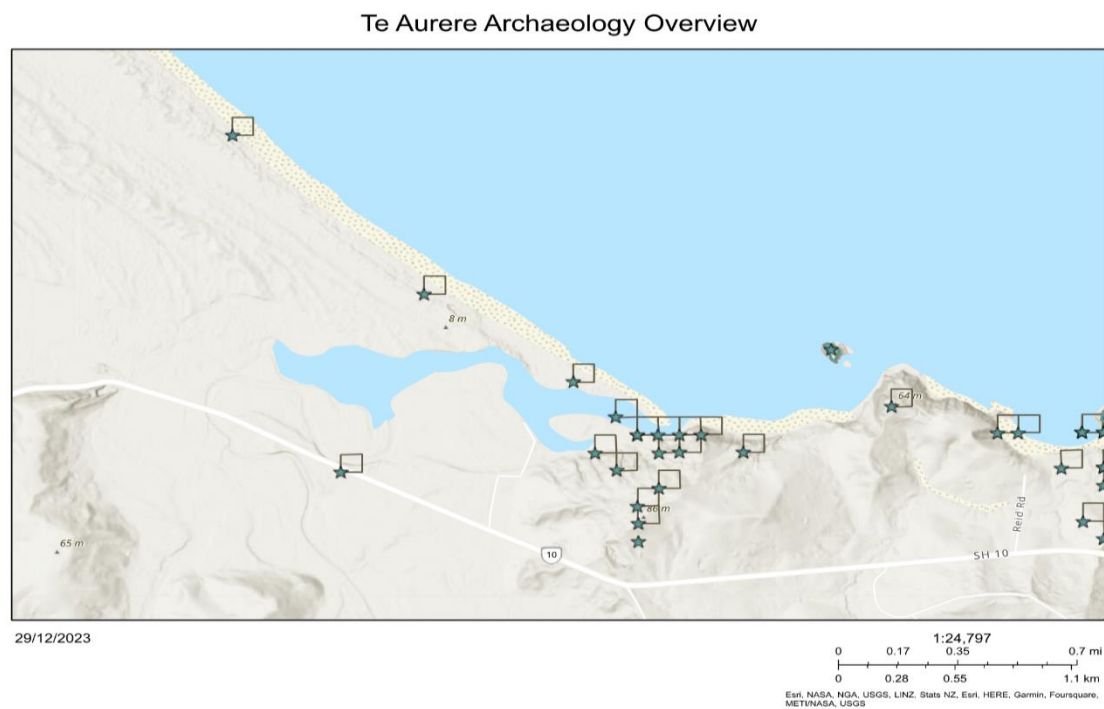 Te Aurere Archaeology Overview
8 m
64 m
86 m
65 m
Reid Rd
10
SH 10
29/12/2023
1:24,797
0 0.17 0.35 0.7 mi
0 0.28 0.55 1.1 km
Esri, NASA, NGA, USGS, LINZ, Stats NZ, Esri, HERE, Garmin, Foursquare,
METI/NASA, USGS